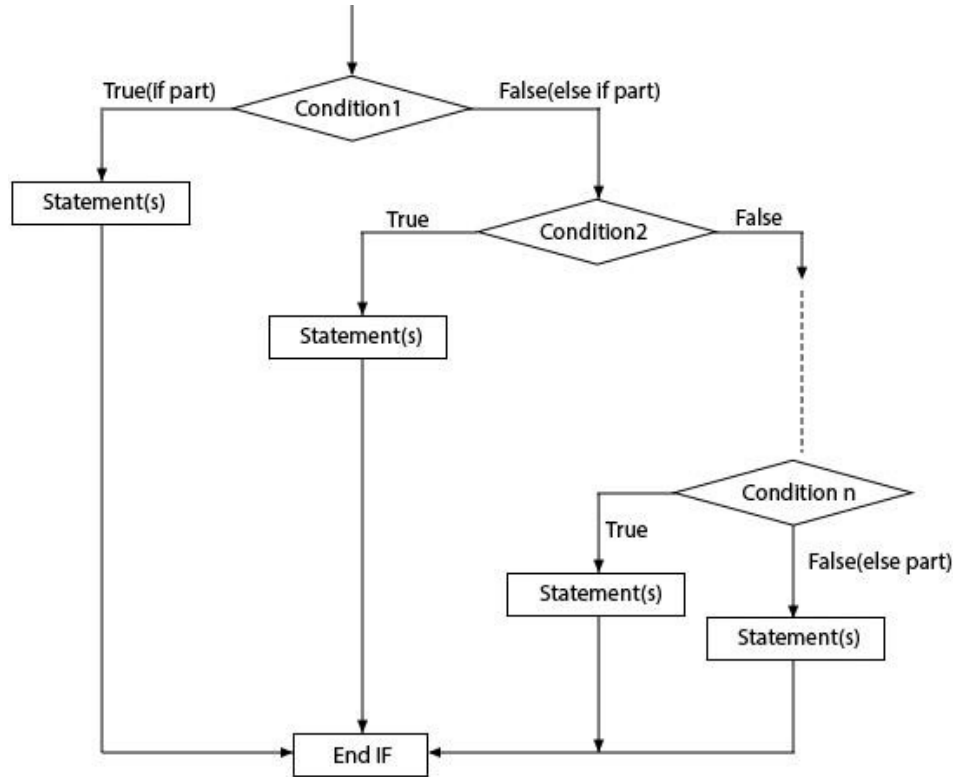 True(if part)
Condition1
False(else if part)
Statement(s)
True
Condition2
False
Statement(s)
Condition n
True
False(else part)
Statement(s)
Statement(s)
End IF